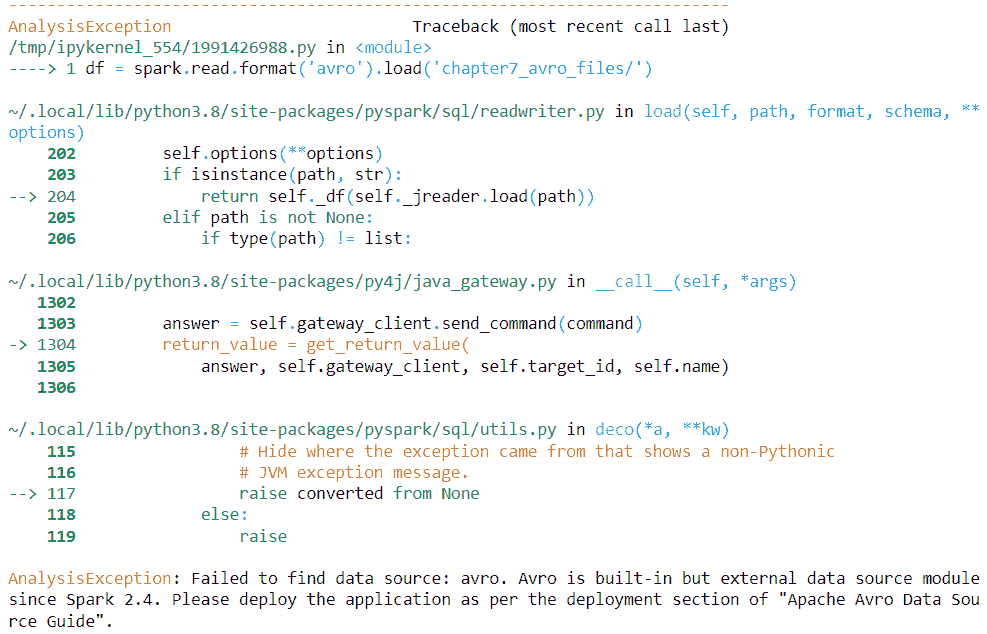 ---------------------------------------------------------------------------
AnalysisException                         Traceback (most recent call last)
/tmp/ipykernel_554/1991426988.py in <module>
----> 1 df = spark.read.format('avro').load('chapter7_avro_files/')

~/.local/lib/python3.8/site-packages/pyspark/sql/readwriter.py in load(self, path, format, schema, **
options)
    202         self.options(**options)
    203         if isinstance(path, str):
--> 204             return self._df(self._jreader.load(path))
    205         elif path is not None:
    206             if type(path) != list:

~/.local/lib/python3.8/site-packages/py4j/java_gateway.py in __call__(self, *args)
   1302
   1303         answer = self.gateway_client.send_command(command)
-> 1304         return_value = get_return_value(
   1305             answer, self.gateway_client, self.target_id, self.name)
   1306

~/.local/lib/python3.8/site-packages/pyspark/sql/utils.py in deco(*a, **kw)
    115                 # Hide where the exception came from that shows a non-Pythonic
    116                 # JVM exception message.
--> 117                 raise converted from None
    118             else:
    119                 raise

AnalysisException: Failed to find data source: avro. Avro is built-in but external data source module
since Spark 2.4. Please deploy the application as per the deployment section of "Apache Avro Data Sou
rce Guide".